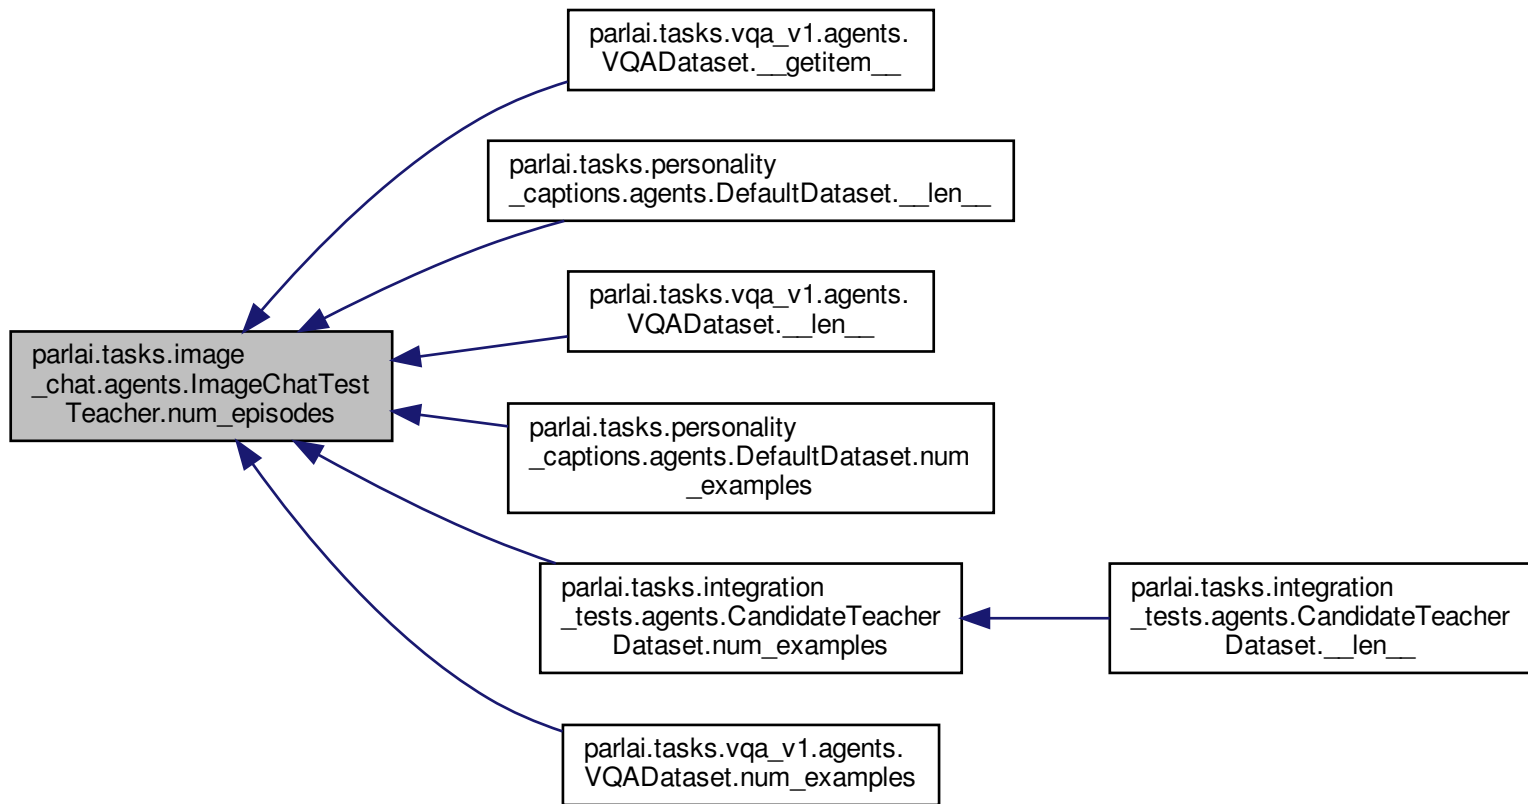 parlai.tasks.vqa_v1.agents.
VQADataset.__getitem__
parlai.tasks.personality
_captions.agents.DefaultDataset.__len__
parlai.tasks.vqa_v1.agents.
VQADataset.__len__
parlai.tasks.image
_chat.agents.ImageChatTest
Teacher.num_episodes
parlai.tasks.personality
_captions.agents.DefaultDataset.num
_examples
parlai.tasks.integration
_tests.agents.CandidateTeacher
Dataset.num_examples
parlai.tasks.integration
_tests.agents.CandidateTeacher
Dataset.__len__
parlai.tasks.vqa_v1.agents.
VQADataset.num_examples